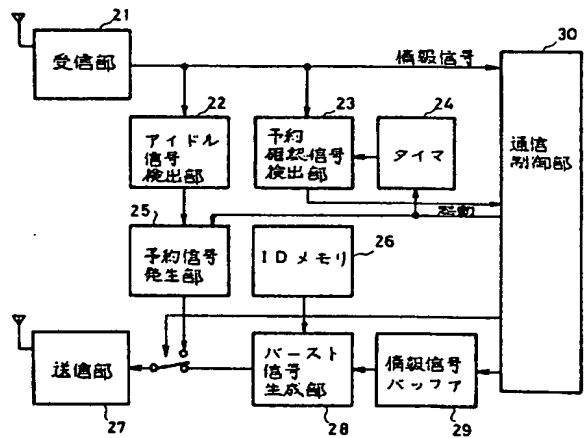 21
受信部
情報信号
30
通信
制御部
22
アイドル
信号
検出部
23
予約
確認信号
検出部
24
タイマ
起動
25
予約信号
発生部
IDメモリ
26
送信部
27
バースト
信号
生成部
28
情報信号
バッファ
29